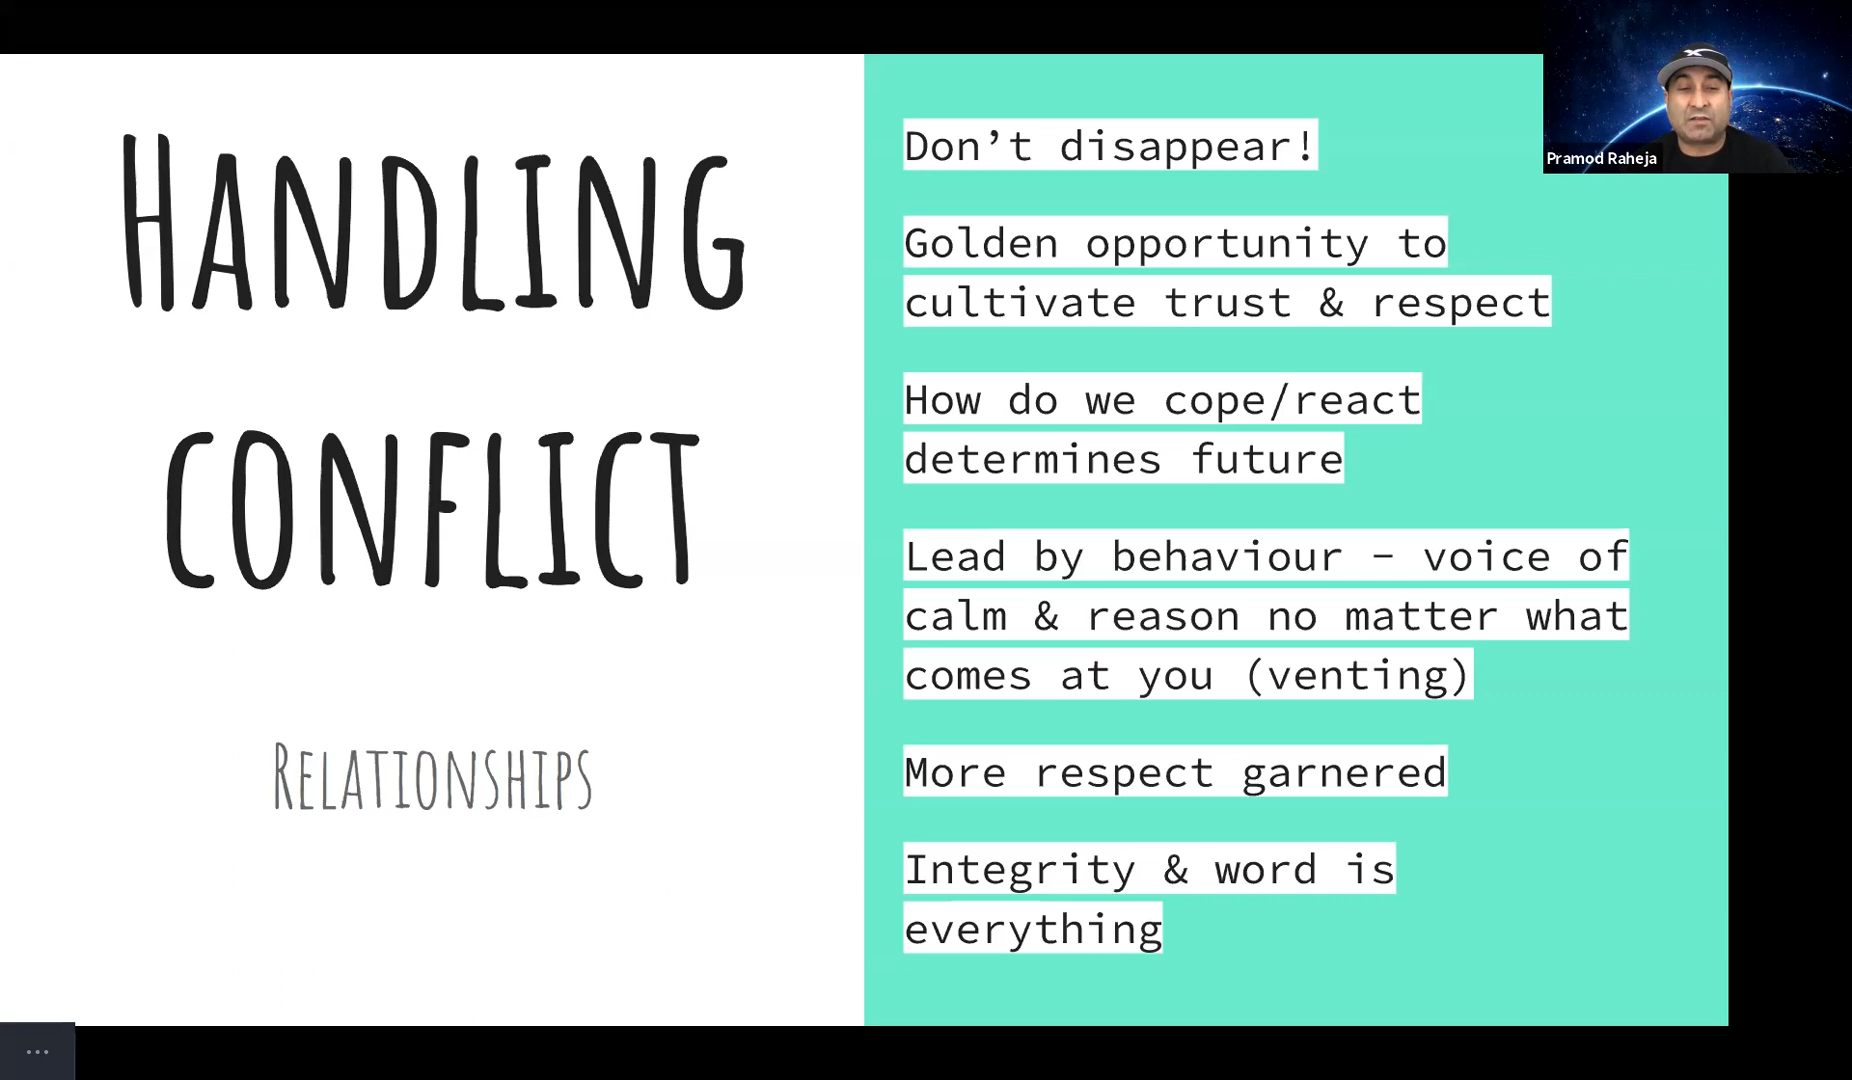 Handling
conflict
Relationships
Don’t disappear!
Golden opportunity to
cultivate trust & respect
How do we cope/react
determines future
Lead by behaviour - voice of
calm & reason no matter what
comes at you (venting)
More respect garnered
Integrity & word is
everything
Pramod Raheja